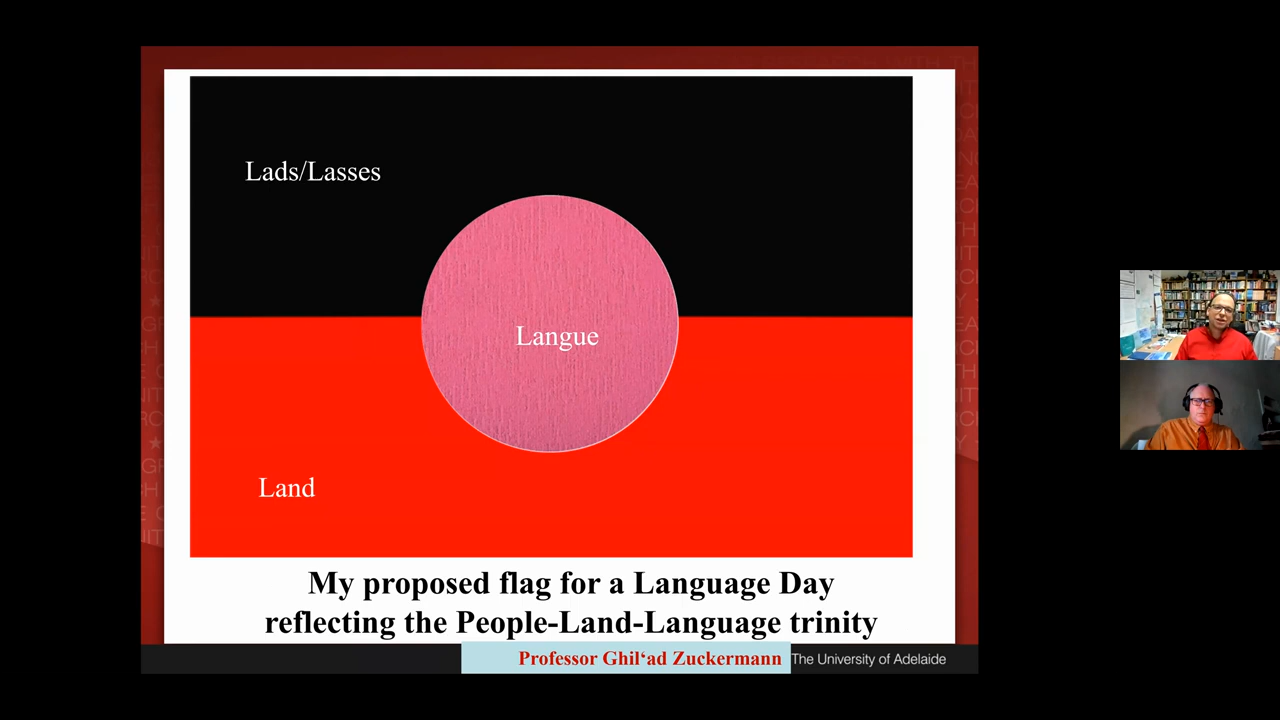 Lads/Lasses
Langue
Land
My proposed flag for a Language Day
reflecting the People-Land-Language trinity
Professor Ghil‘ad Zuckermann
The University of Adelaide